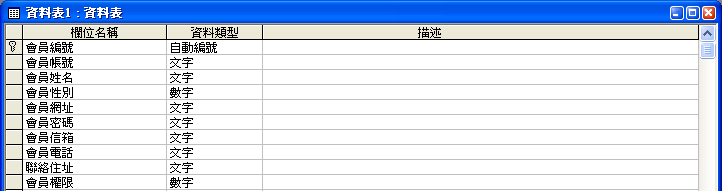 資料表1 : 資料表
欄位名稱 資料類型 描述
會員編號 自動編號
會員帳號 文字
會員姓名 文字
會員性別 數字
會員網址 文字
會員密碼 文字
會員信箱 文字
會員電話 文字
聯絡住址 文字
會員權限 數字